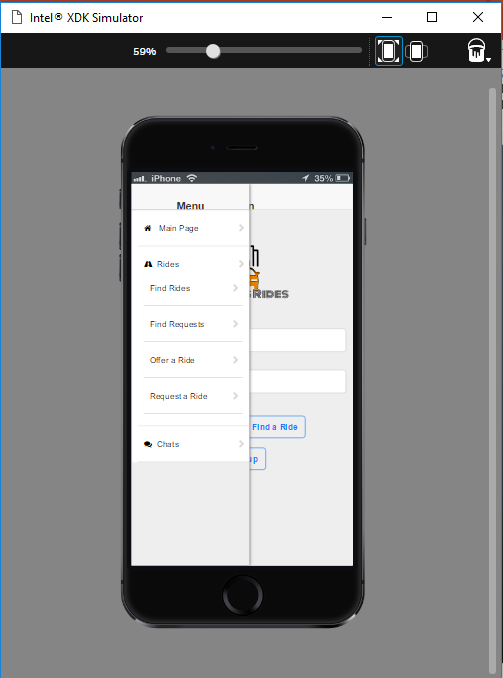 Intel® XDK Simulator
59%
iPhone 35%
Menu
Main Page
Rides
RIDES
Find Rides
Find Requests
Offer a Ride
Request a Ride
Find a Ride
Chats
up